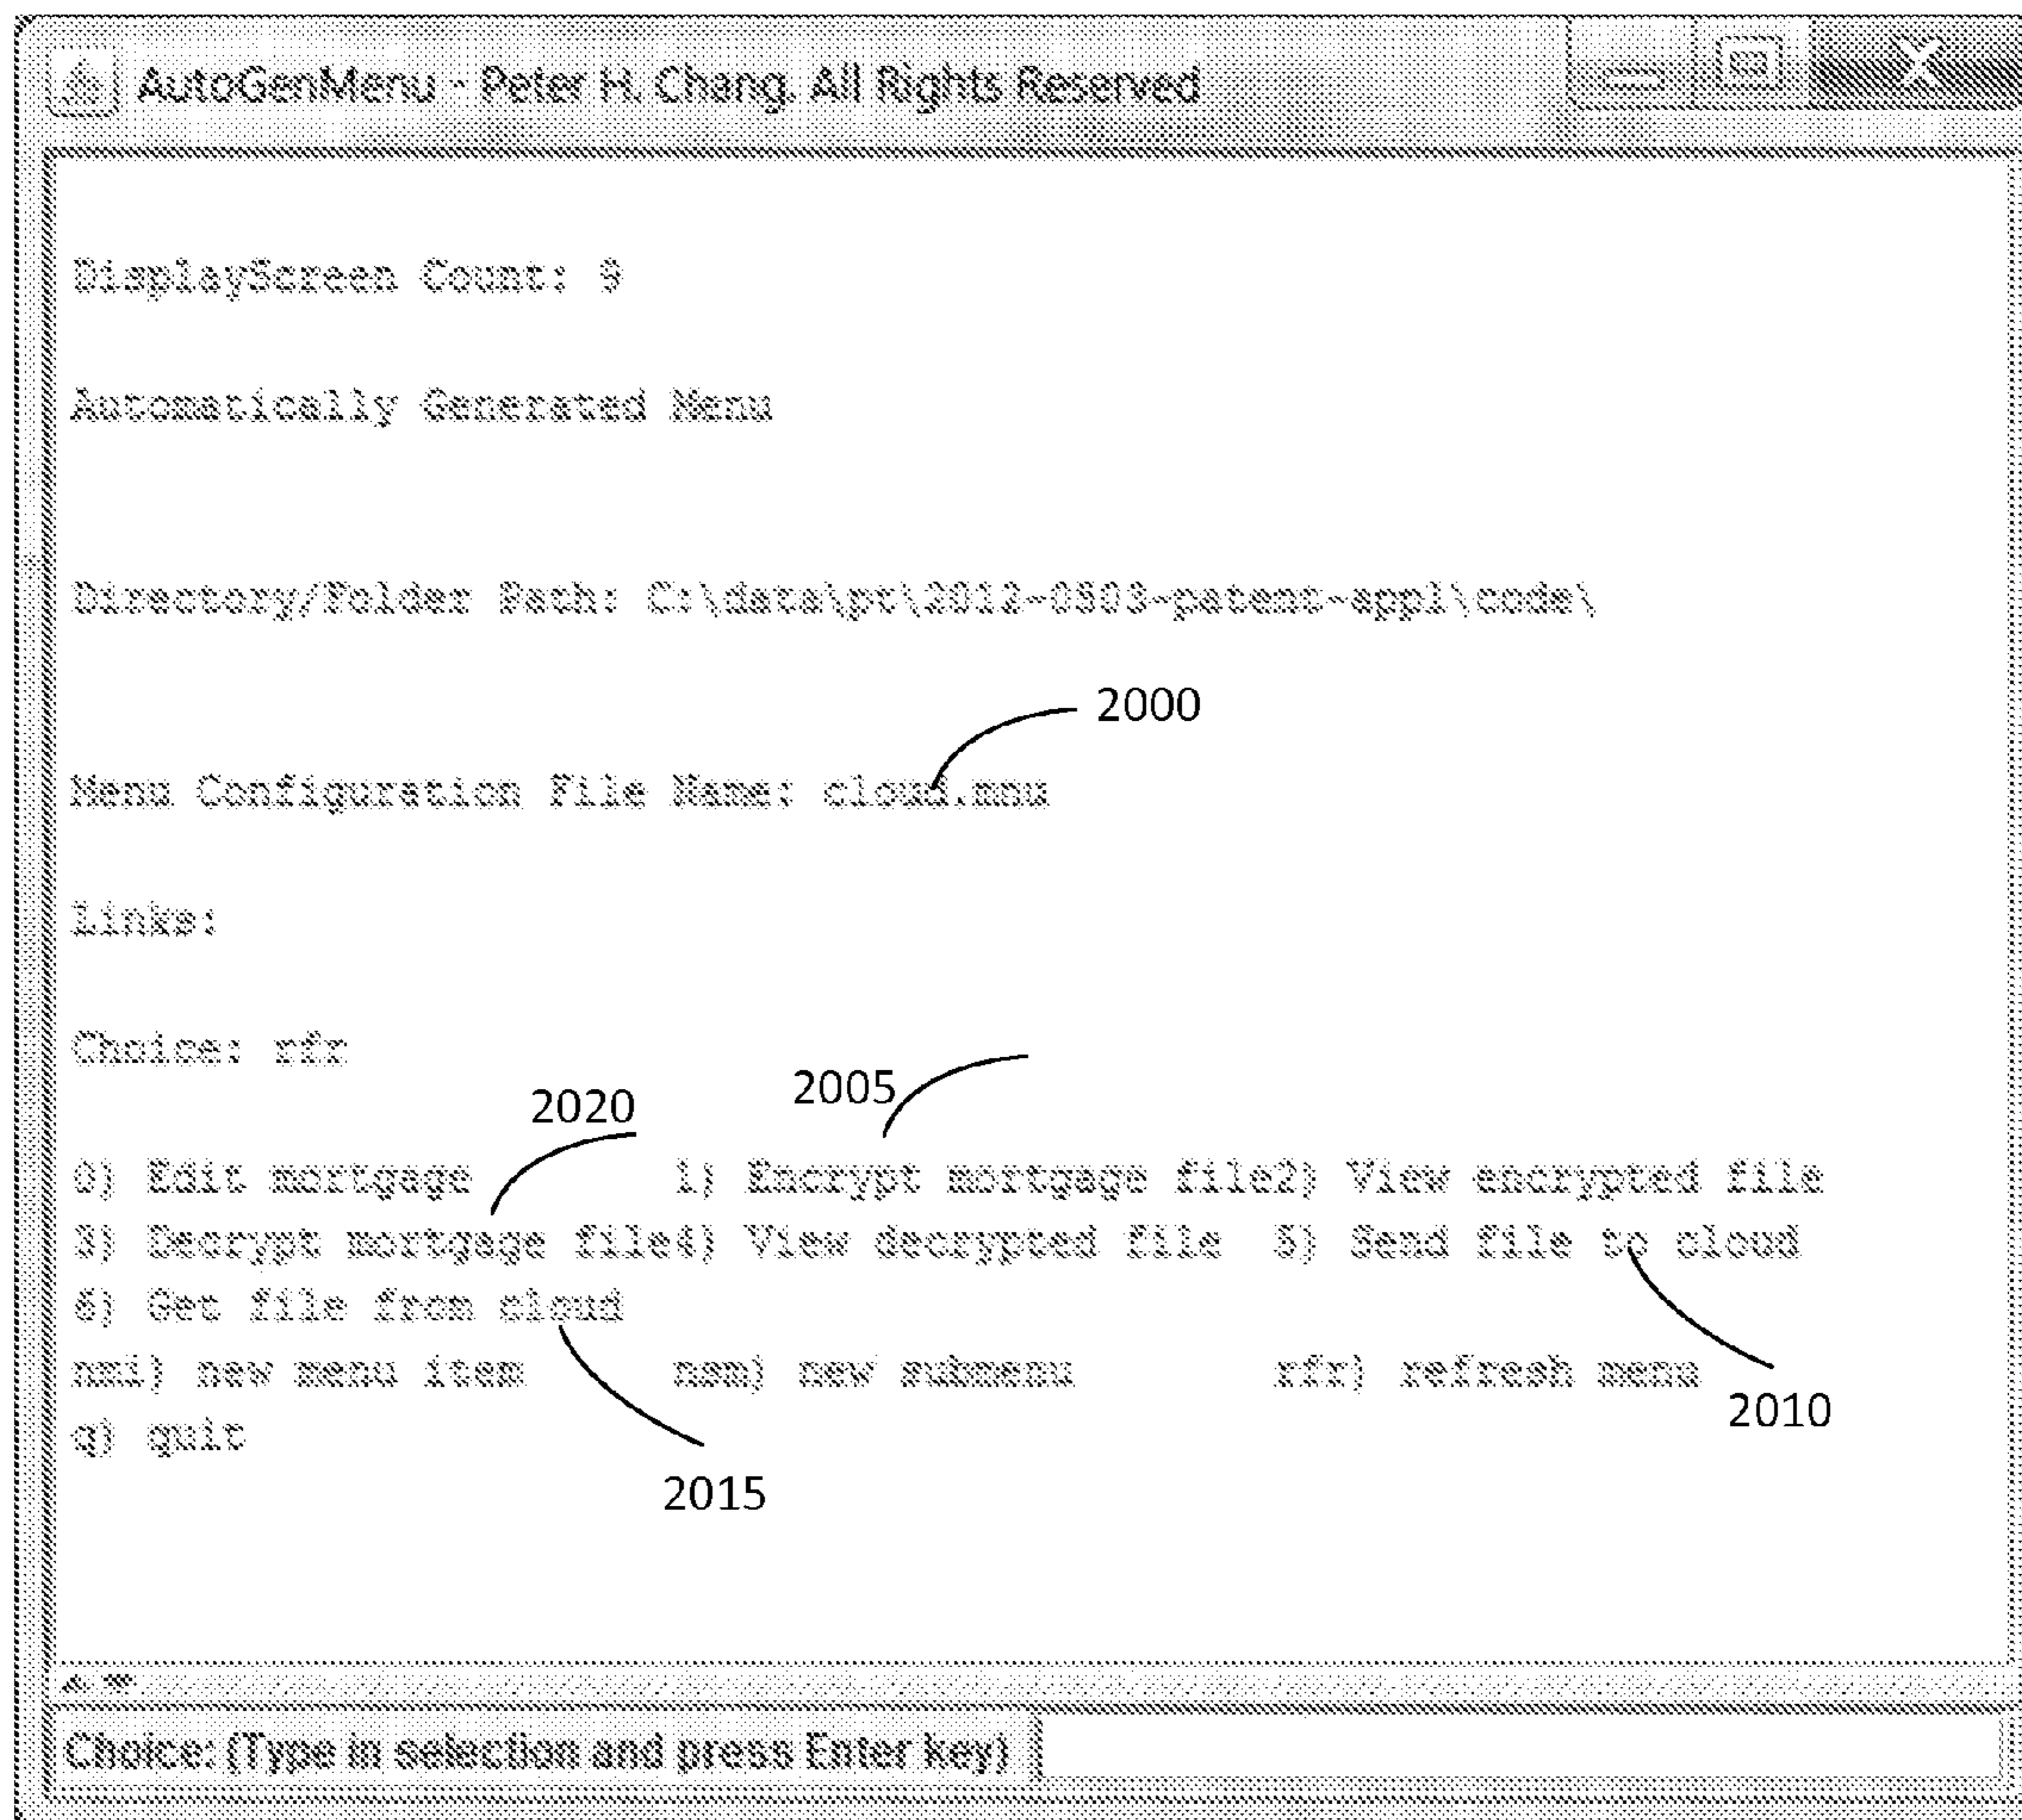 AutoGenMenu - Peter H. Chang. All Rights Reserved
DisplayScreen Count: 9
Automatically Generated Menu
Directory/Folder Path: C:\data\pt\2012-0503-patent-appl\code\
2000
Menu Configuration File Name: cloud.mnu
Links:
Choice: rfr
2020 2005
0) Edit mortgage 1) Encrypt mortgage file2) View encrypted file
3) Decrypt mortgage file4) View decrypted file 5) Send file to cloud
6) Get file from cloud
nmi) new menu item nsm) new submenu rfr) refresh menu
2010
q) quit
2015
Choice: (Type in selection and press Enter key)